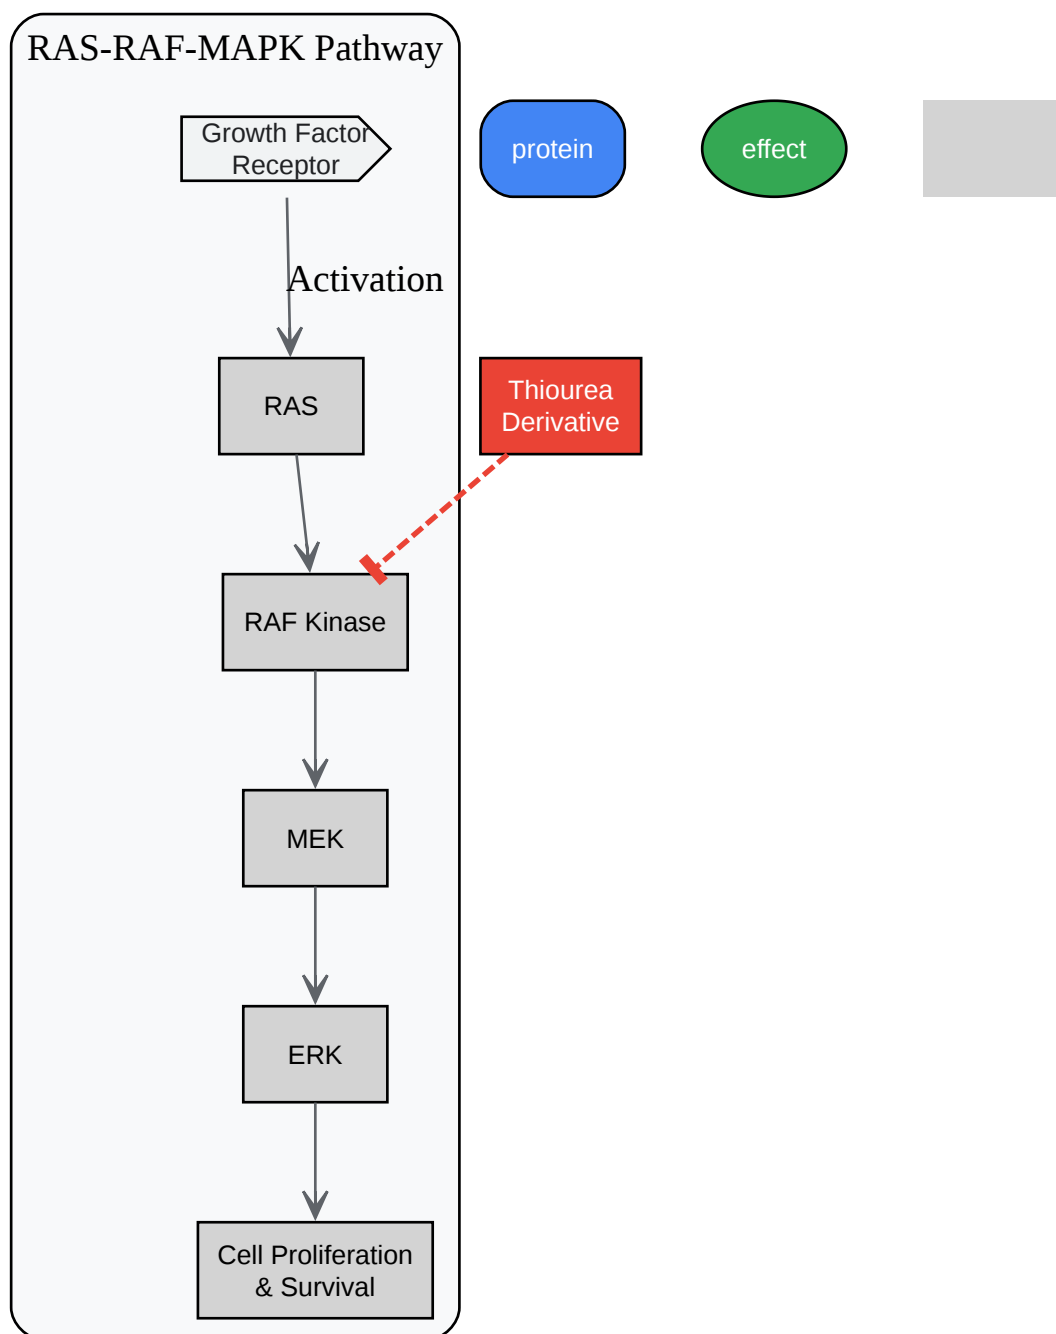 RAS-RAF-MAPK Pathway
Growth Factor
Receptor
protein
effect
Activation
RAS
Thiourea
Derivative
RAF Kinase
MEK
ERK
Cell Proliferation
& Survival